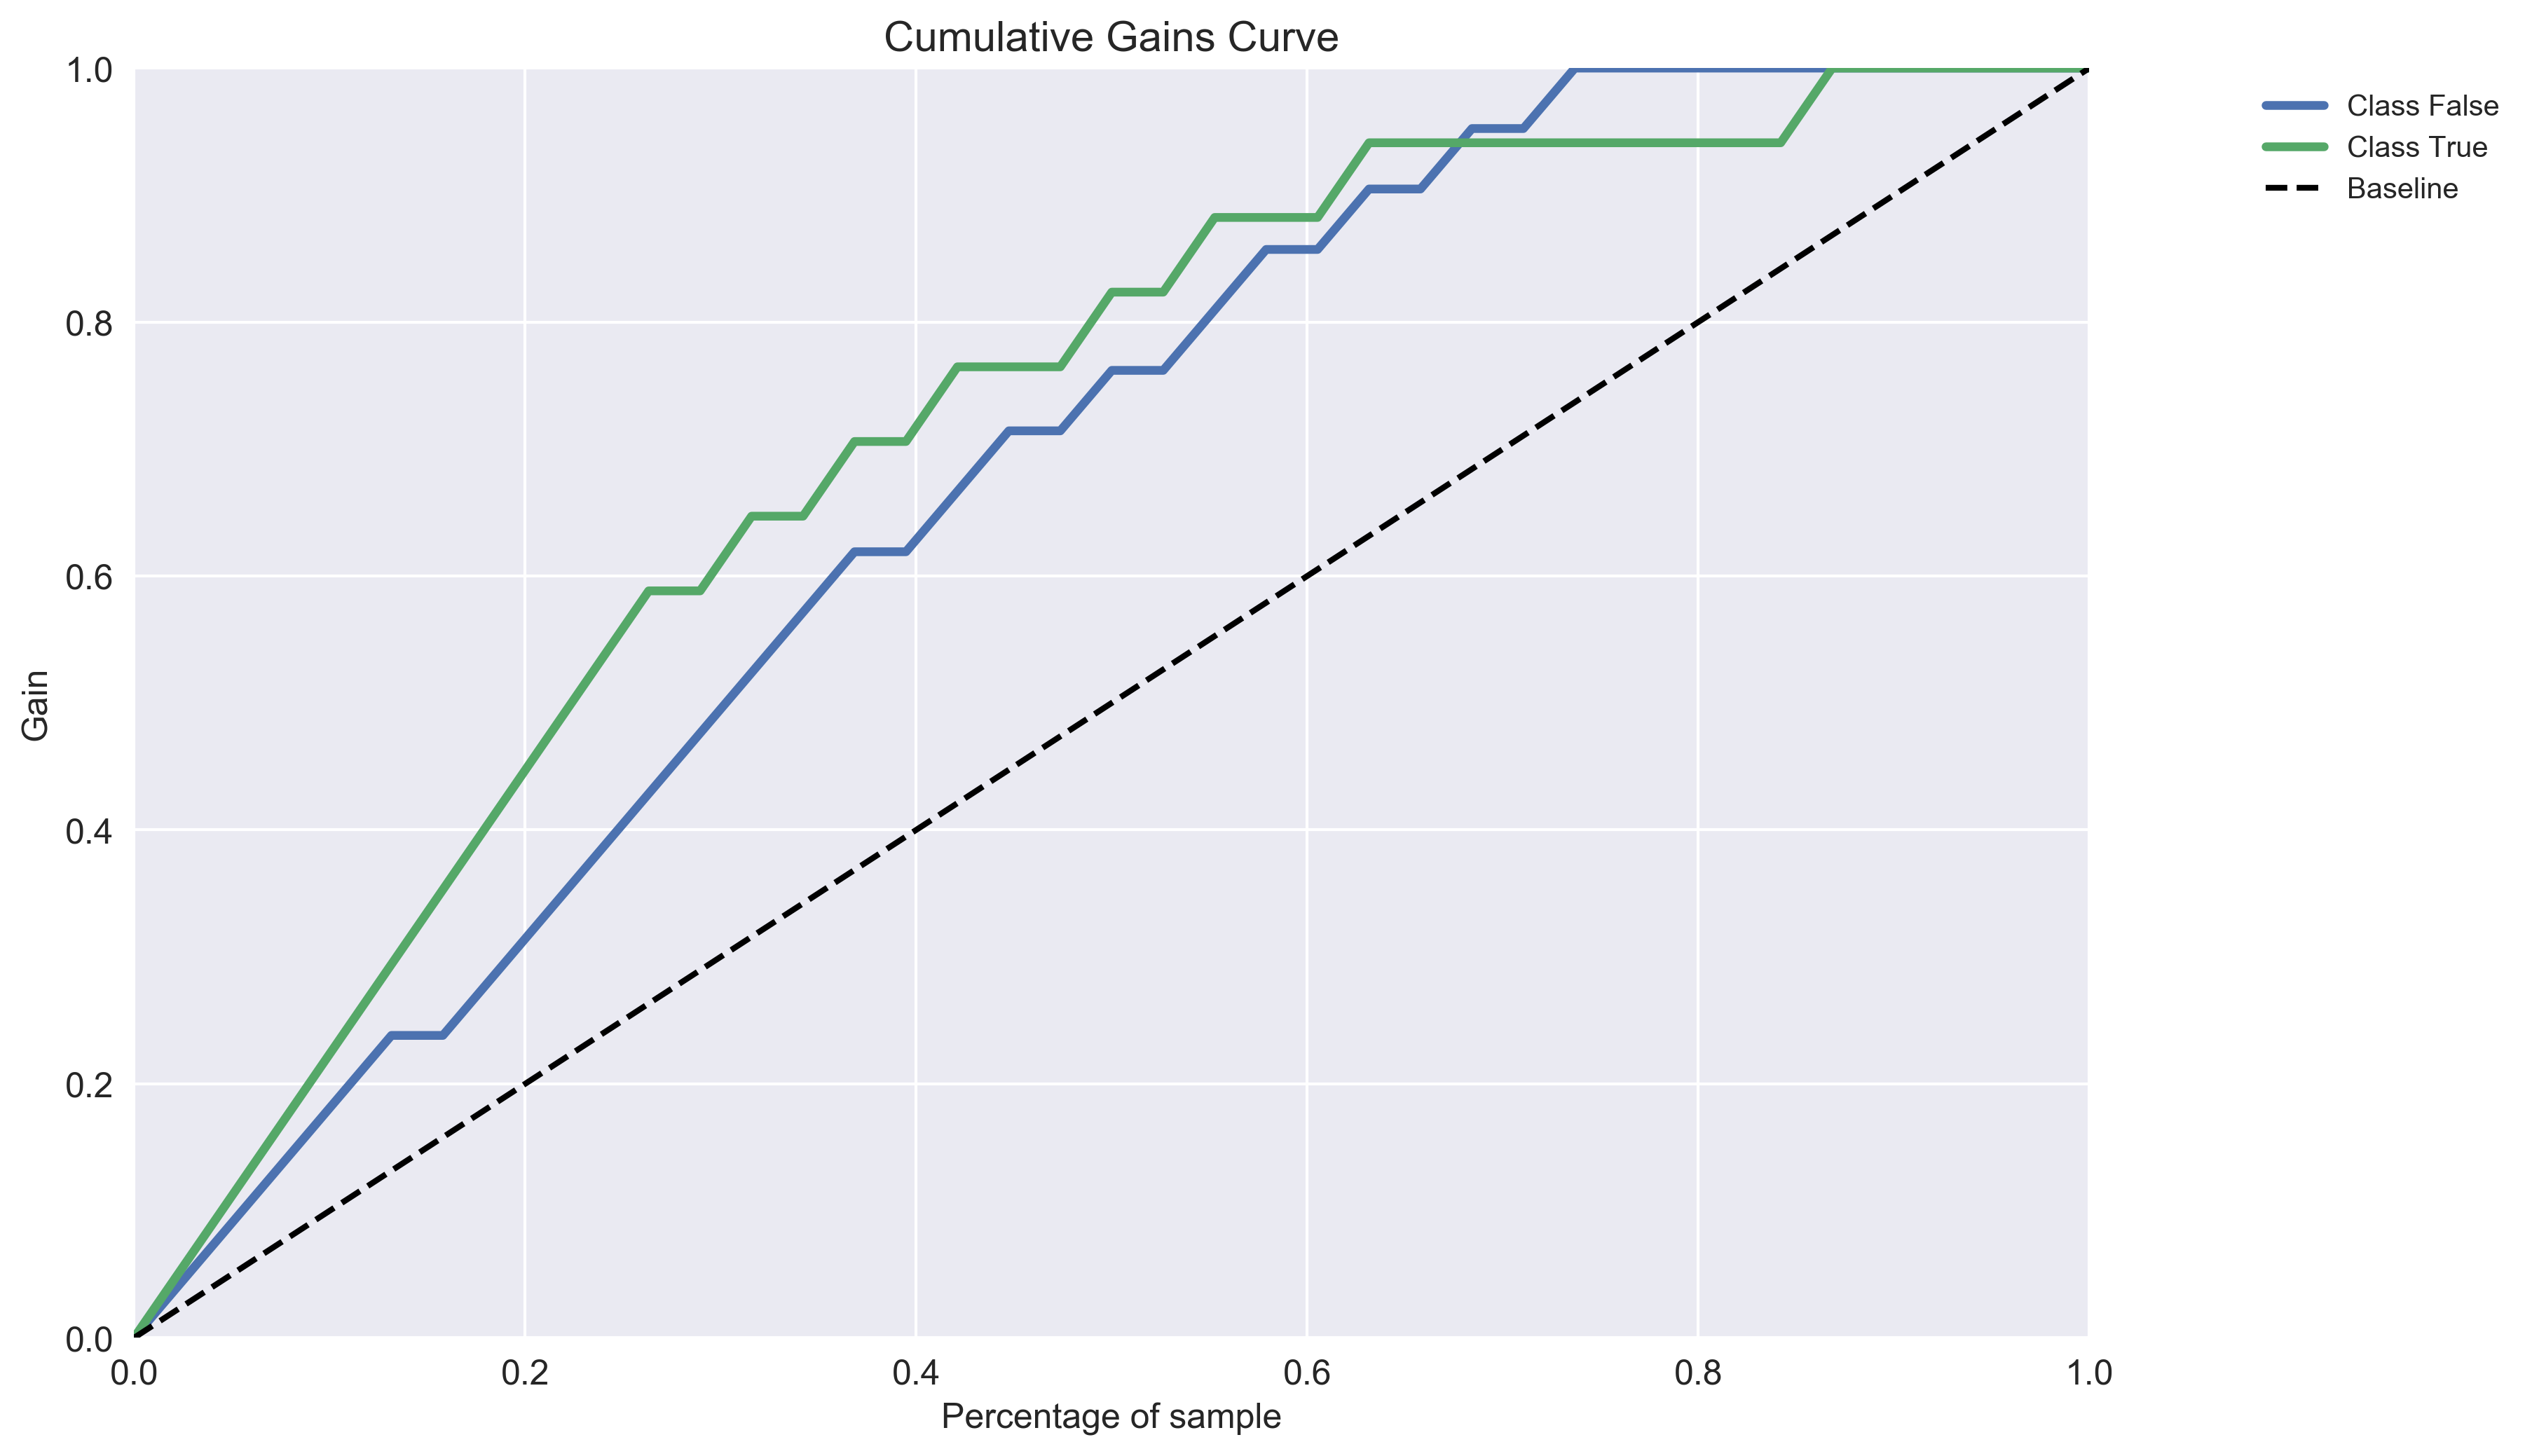 Cumulative Gains Curve
1.0
0.8
0.6
0.4
0.2
0.0
Gain
0.0 0.2 0.4 0.6 0.8 1.0
Percentage of sample
Class False
Class True
Baseline